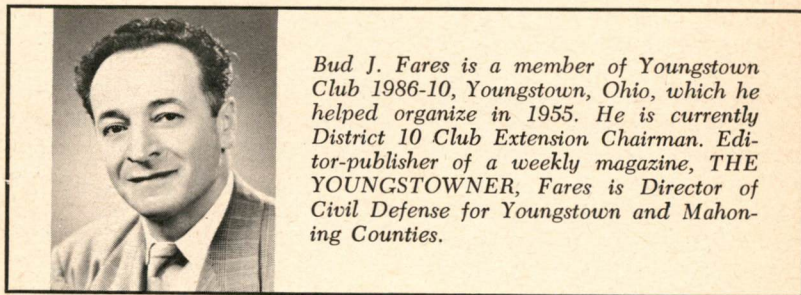 Bud J. Fares is a member of Youngstown
Club 1986-10, Youngstown, Ohio, which he
helped organize in 1955. He is currently
District 10 Club Extension Chairman. Edi-
tor-publisher of a weekly magazine, THE
YOUNGSTOWNER, Fares is Director of
Civil Defense for Youngstown and Mahon-
ing Counties.